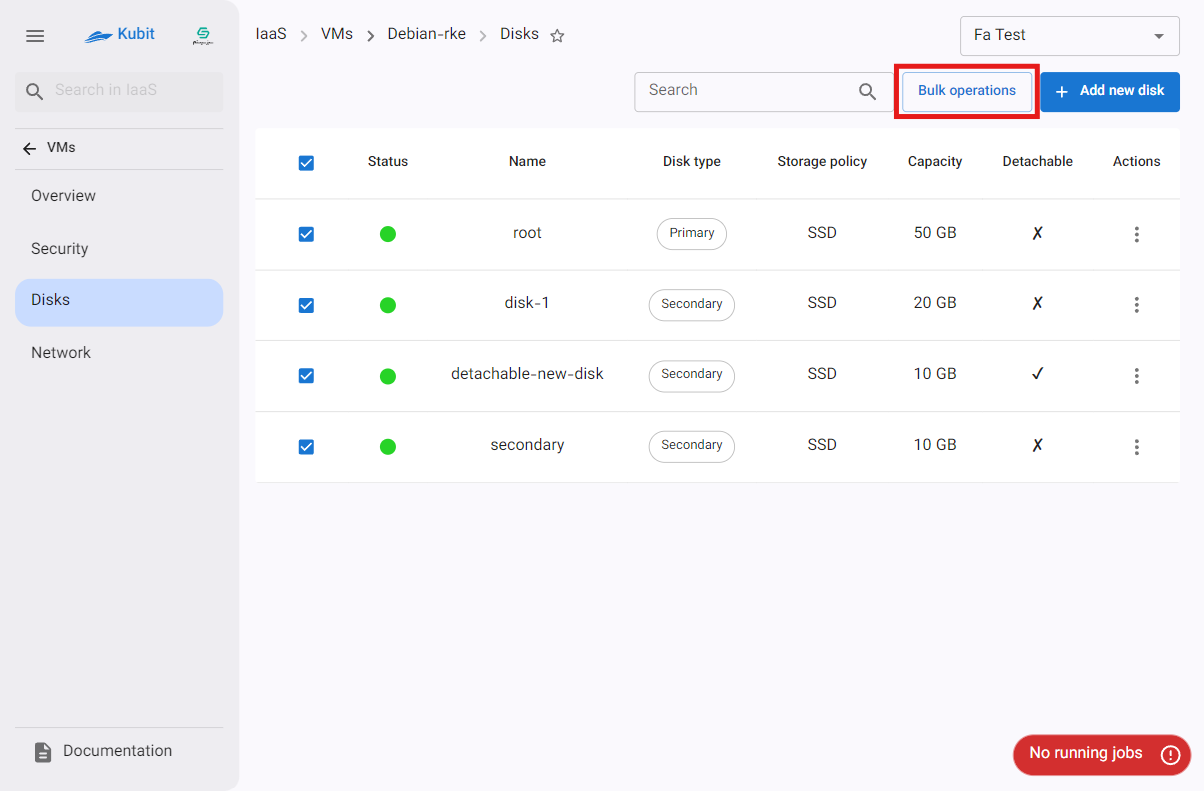 Kubit
IaaS > VMs > Debian-rke > Disks
Fa Test
Search in IaaS
Search
Bulk operations
+ Add new disk
VMs
Overview
Security
Disks
Network
Status Name Disk type Storage policy Capacity Detachable Actions
root Primary SSD 50 GB ✗
disk-1 Secondary SSD 20 GB ✗
detachable-new-disk Secondary SSD 10 GB ✓
secondary Secondary SSD 10 GB ✗
Documentation
No running jobs